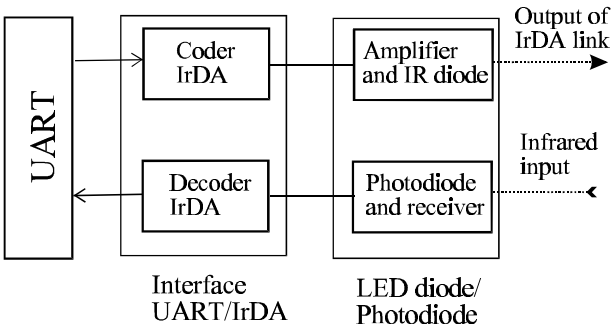 Output of
IrDA link
Coder
IrDA
Amplifier
and IR diode
UART
Infrared
input
Decoder
IrDA
Photodiode
and receiver
Interface
UART/IrDA
LED diode/
Photodiode